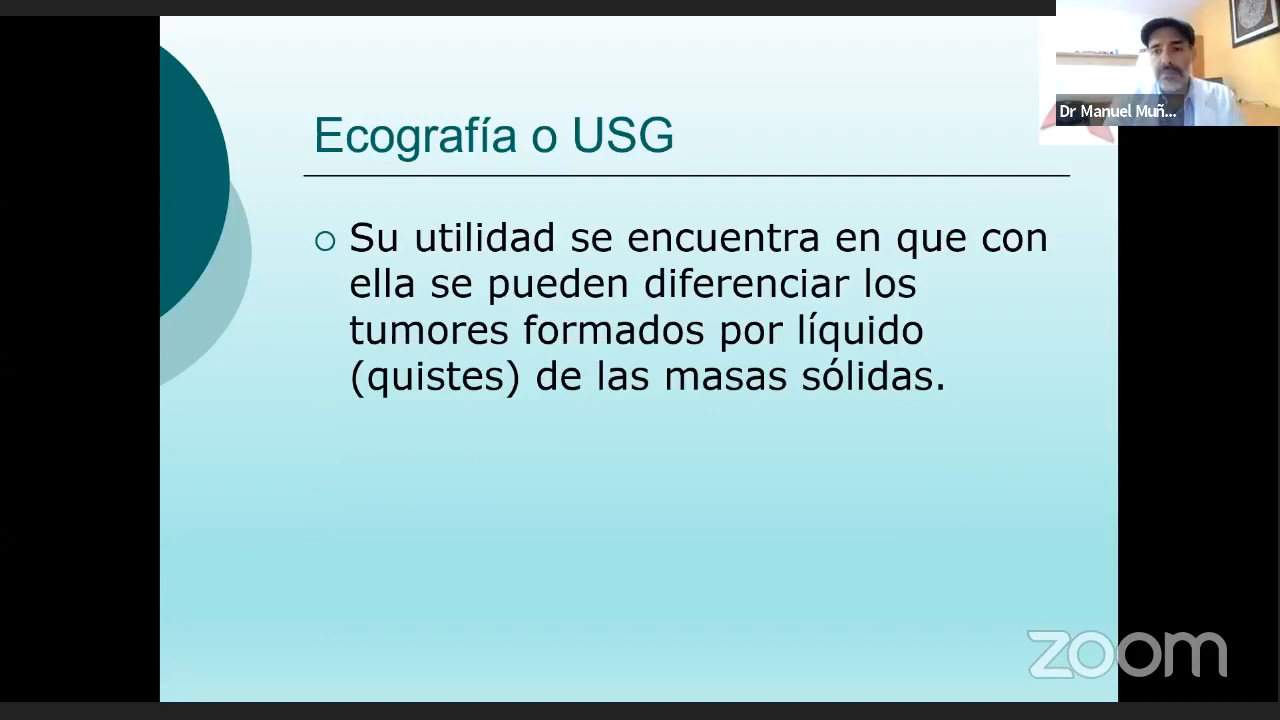 Dr Manuel Muñ...
Ecografía o USG
Su utilidad se encuentra en que con
ella se pueden diferenciar los
tumores formados por líquido
(quistes) de las masas sólidas.
zoom